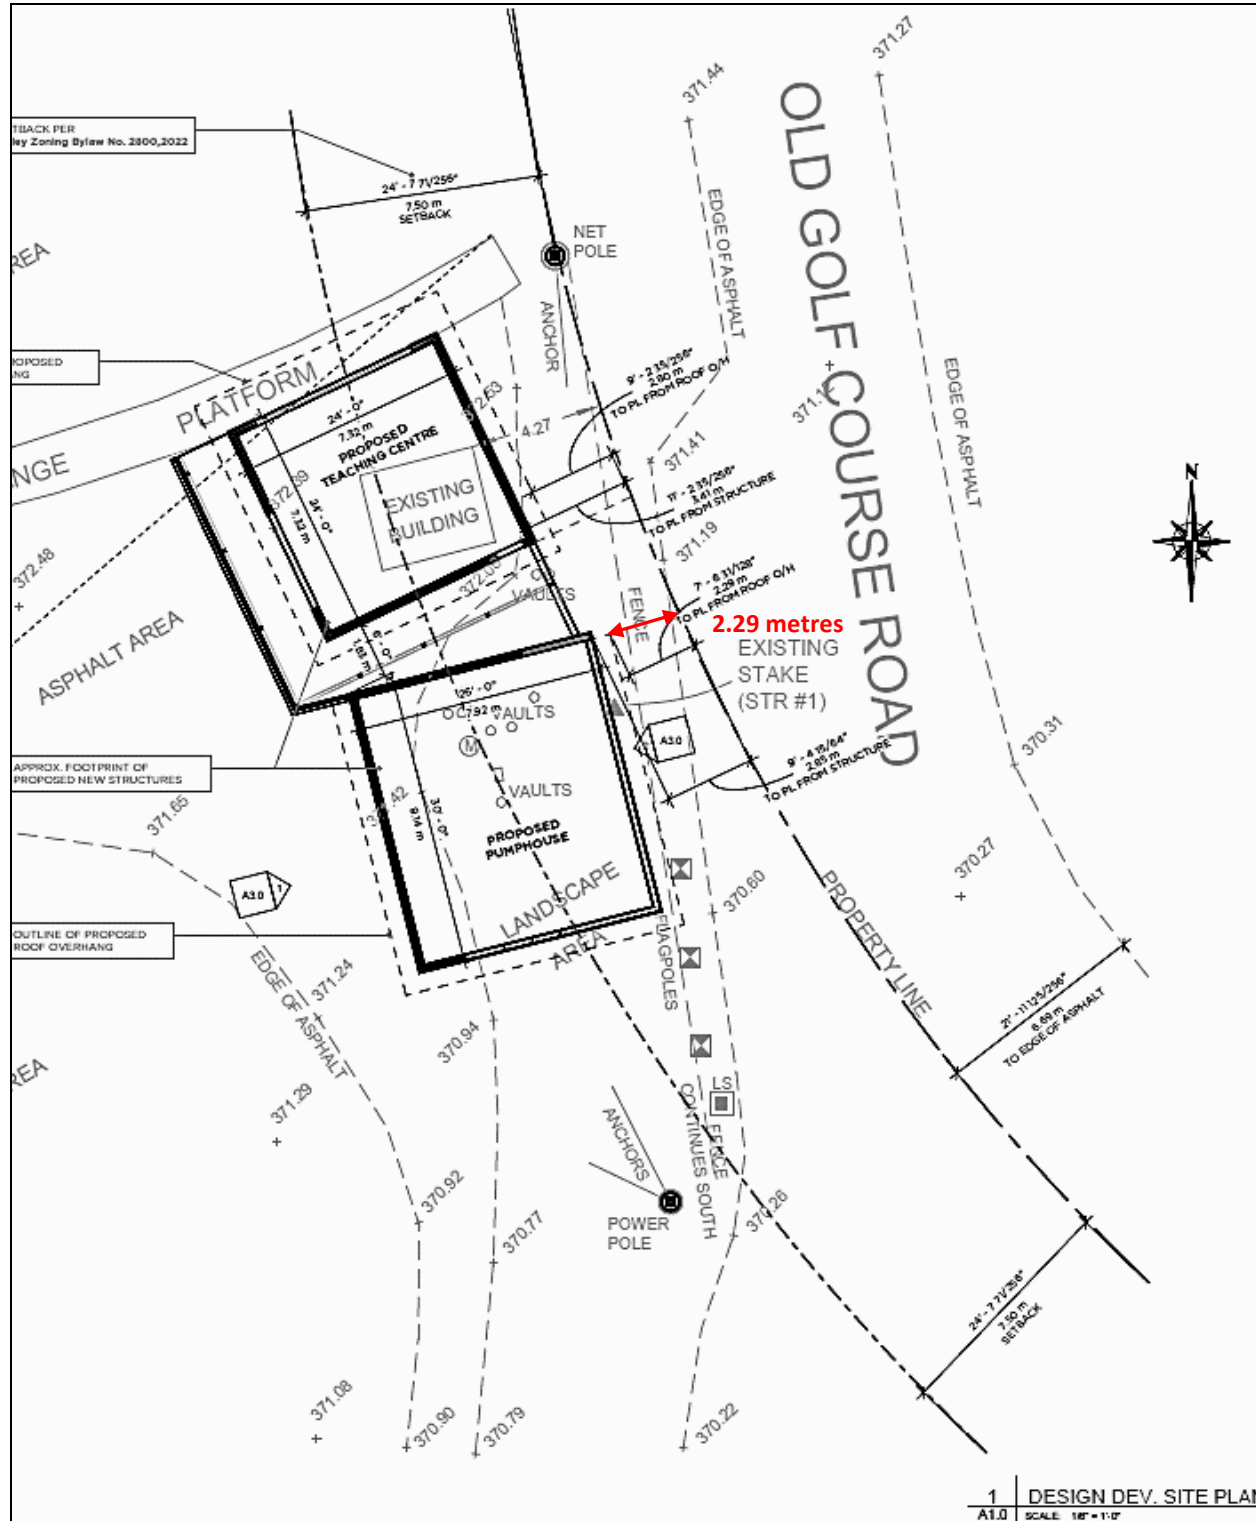 371.27
371.44
OLD GOLF COURSE ROAD
TBACK PER
ley Zoning Bylaw No. 2800,2022
24' - 7 71/256"
7.50 m
SETBACK
EDGE OF ASPHALT
NET
POLE
REA
ANCHOR
EDGE OF ASPHALT
ROPOSED
NG
PLATFORM
9' - 2 35/256"
2.80 m
TO PL FROM ROOF O/H
372.53
24' - 0"
7.32 m
PROPOSED
TEACHING CENTRE
4.27
371.41
NGE
372.39
24' - 0"
7.32 m
EXISTING
BUILDING
11' - 2 35/256"
3.41 m
TO PL FROM STRUCTURE
N
371.19
372.48
VAULTS
FENCE
7' - 6 31/128"
2.29 m
TO PL FROM ROOF O/H
2.29 metres
ASPHALT AREA
6' - 0"
1.83 m
EXISTING
STAKE
(STR #1)
26' - 0"
7.92 m
VAULTS
M
A3.0
370.31
9' - 4 15/64"
2.85 m
TO PL FROM STRUCTURE
APPROX. FOOTPRINT OF
PROPOSED NEW STRUCTURES
VAULTS
30' - 0"
9.14 m
371.65
PROPOSED
PUMPHOUSE
370.27
A3.0
1
LANDSCAPE
AREA
370.60
PROPERTY LINE
OUTLINE OF PROPOSED
ROOF OVERHANG
FLAGPOLES
EDGE OF ASPHALT
371.24
370.94
21' - 11 125/256"
6.69 m
TO EDGE OF ASPHALT
REA
371.29
LS
ANCHORS
FENCE
CONTINUES SOUTH
370.92
370.77
POWER
POLE
370.26
24' - 7 71/256"
7.50 m
SETBACK
371.08
370.90
370.79
370.22
1
DESIGN DEV. SITE PLAN
A1.0
SCALE